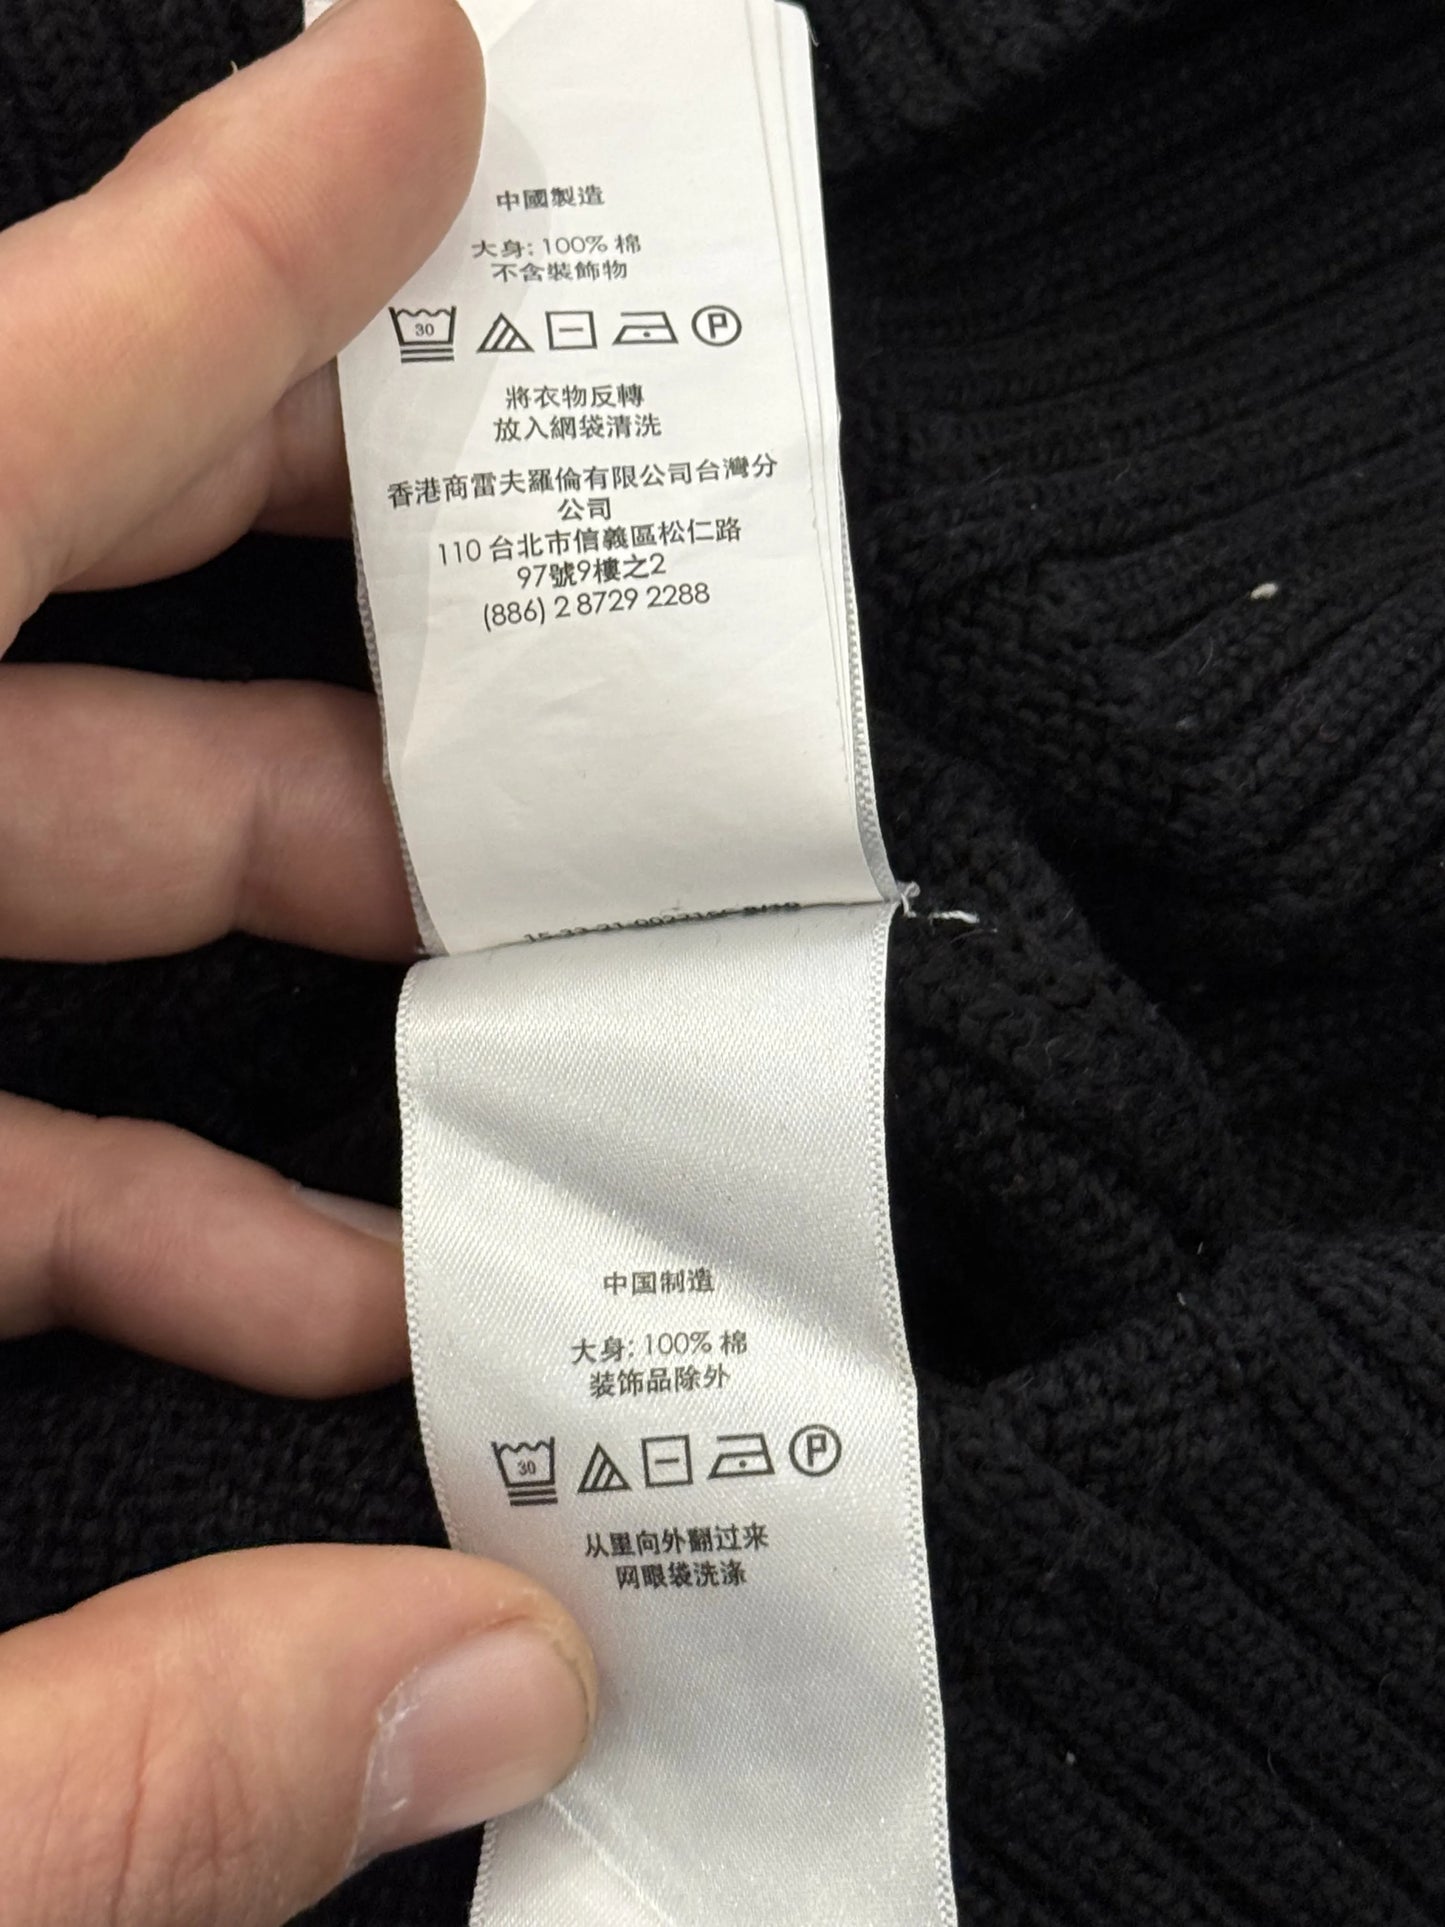 中國製造
大身: 100% 棉
不含裝飾物
30
P
將衣物反轉
放入網袋清洗
香港商雷夫羅倫有限公司台灣分
公司
110 台北市信義區松仁路
97號9樓之2
(886) 2 8729 2288
中国制造
大身: 100% 棉
装饰品除外
30
P
从里向外翻过来
网眼袋洗涤